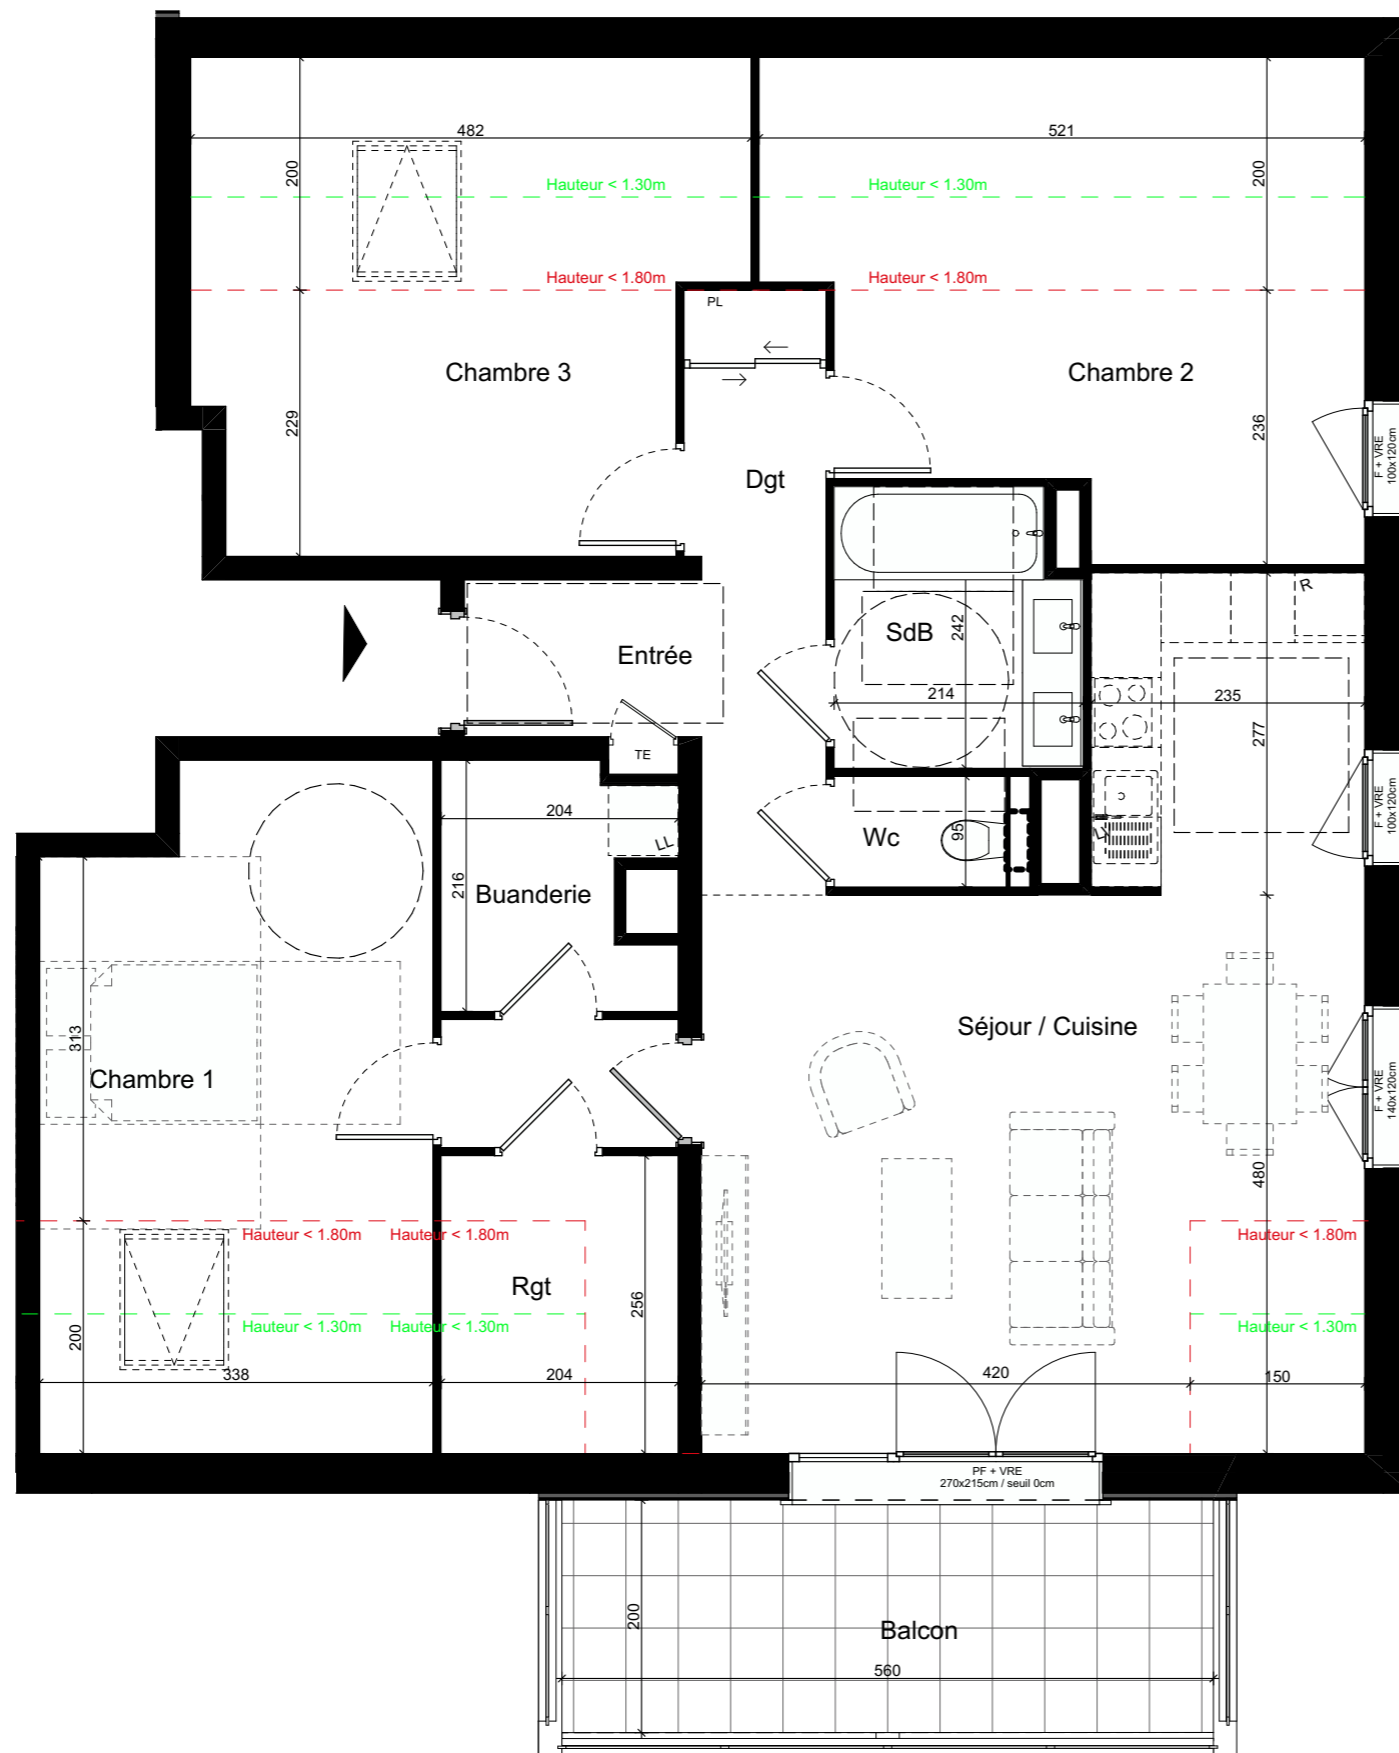 482
521
200
200
Hauteur < 1.30m
Hauteur < 1.30m
Hauteur < 1.80m
Hauteur < 1.80m
PL
Chambre 3
Chambre 2
229
236
F + VRE
100x120cm
Dgt
R
SdB
242
Entrée
214
235
277
TE
F + VRE
100x120cm
204
LL
95
Wc
LV
216
Buanderie
313
Séjour / Cuisine
Chambre 1
F + VRE
140x120cm
480
Hauteur < 1.80m
Hauteur < 1.80m
Hauteur < 1.80m
Rgt
256
200
Hauteur < 1.30m
Hauteur < 1.30m
Hauteur < 1.30m
338
204
420
150
PF + VRE
270x215cm / seuil 0cm
200
Balcon
560